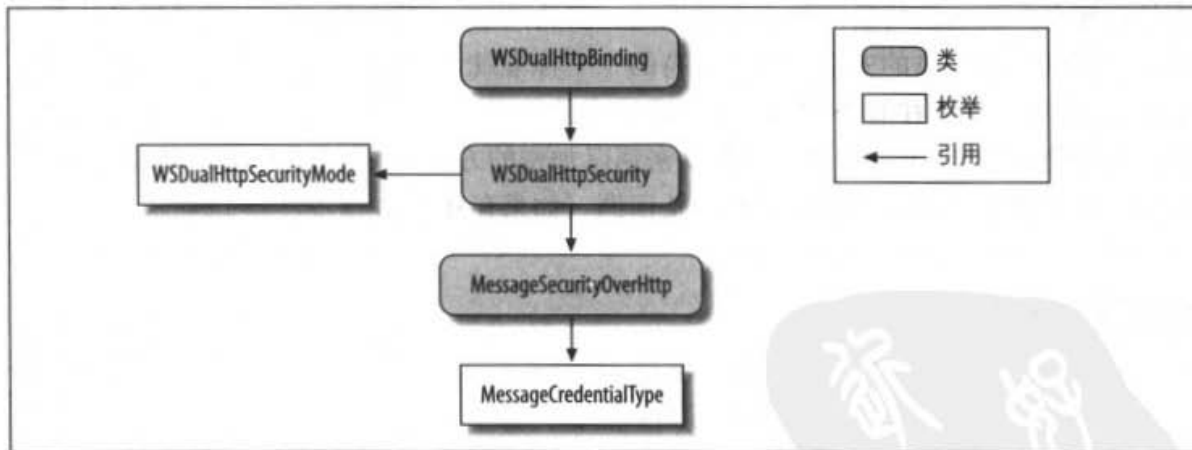 WSDualHttpBinding
类
枚举
引用
WSDualHttpSecurityMode
WSDualHttpSecurity
MessageSecurityOverHttp
MessageCredentialType